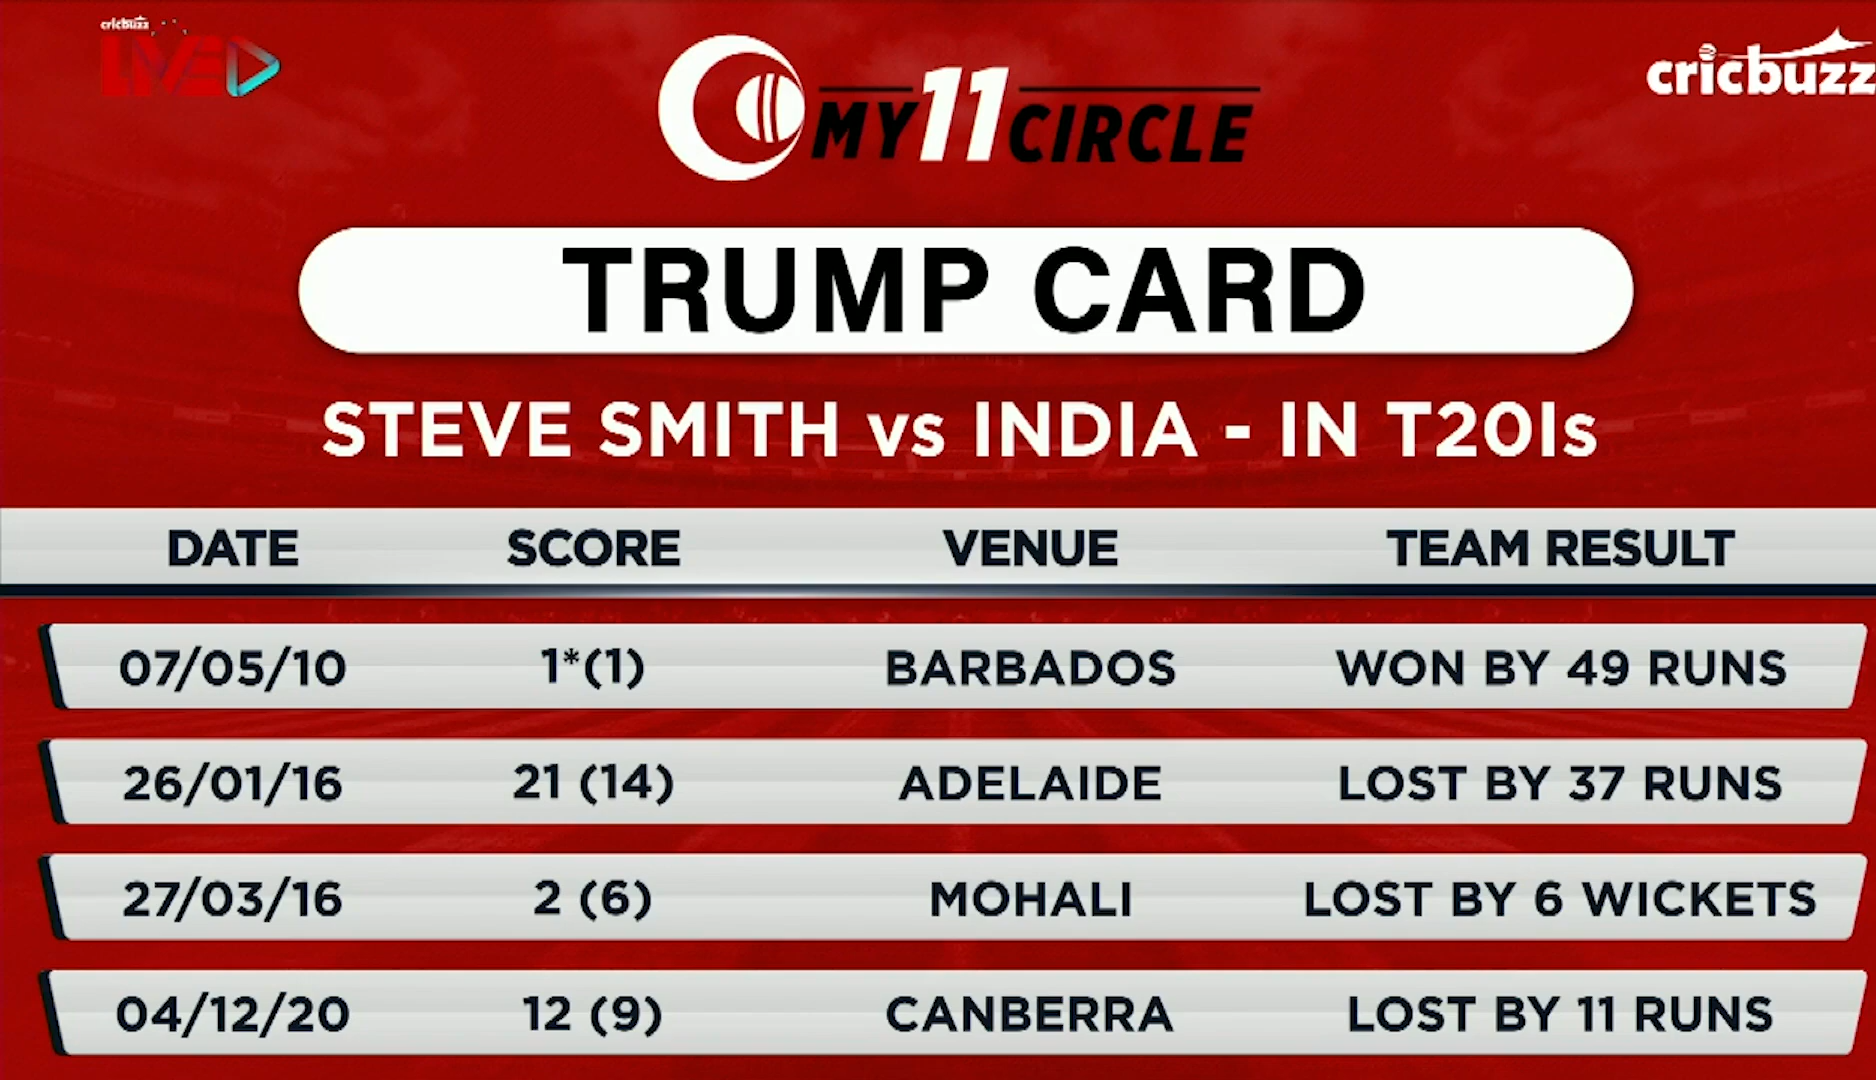 cricbuzz
LIVE
MY11CIRCLE
cricbuzz
TRUMP CARD
STEVE SMITH vs INDIA - IN T20Is
DATE SCORE VENUE TEAM RESULT
07/05/10 1*(1) BARBADOS WON BY 49 RUNS
26/01/16 21 (14) ADELAIDE LOST BY 37 RUNS
27/03/16 2 (6) MOHALI LOST BY 6 WICKETS
04/12/20 12 (9) CANBERRA LOST BY 11 RUNS